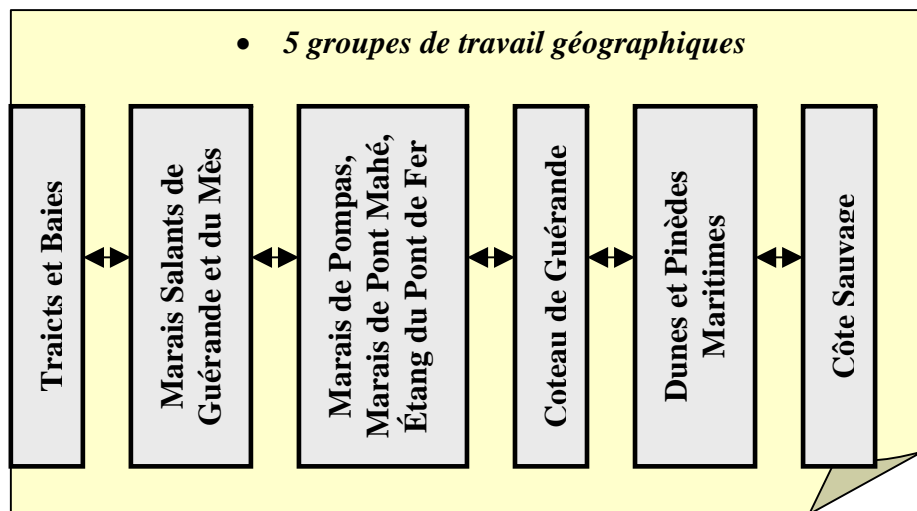 • 5 groupes de travail géographiques
Traicts et Baies
Marais Salants de
Guérande et du Mès
Marais de Pompas,
Marais de Pont Mahé,
Étang du Pont de Fer
Coteau de Guérande
Dunes et Pinèdes
Maritimes
Côte Sauvage